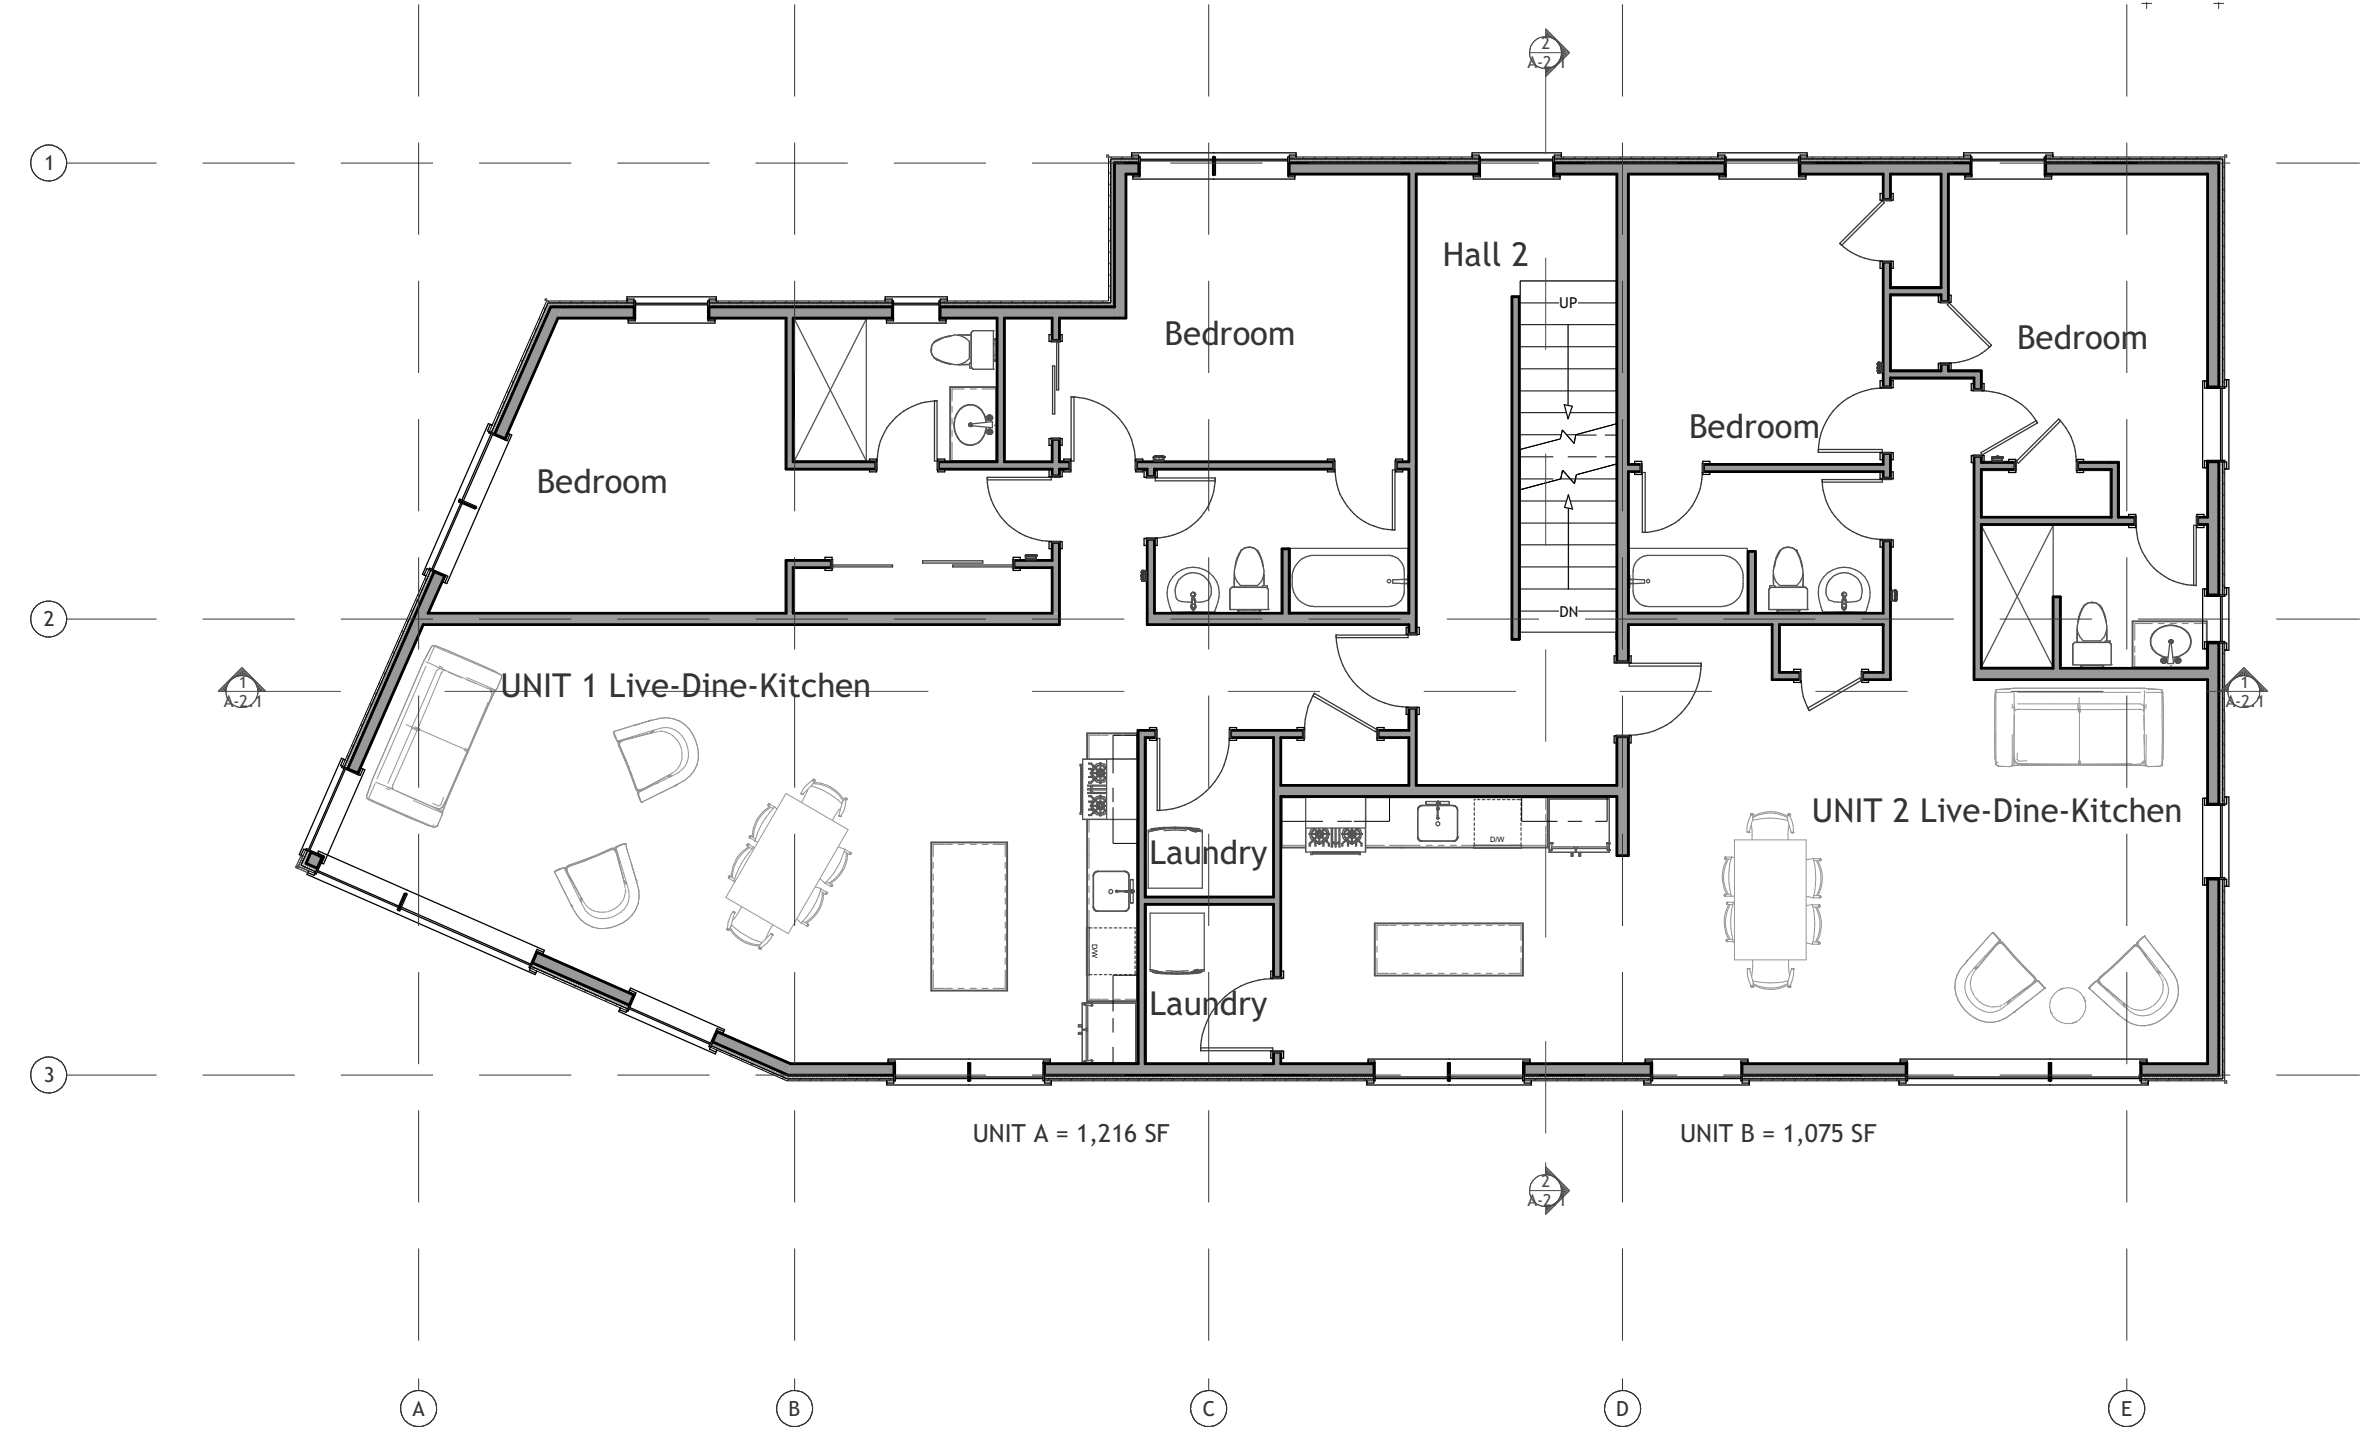 2
A-2.1
1
Hall 2
UP
Bedroom
Bedroom
Bedroom
Bedroom
2
DN
UNIT 1 Live-Dine-Kitchen
1
A-2.1
1
A-2.1
UNIT 2 Live-Dine-Kitchen
D/W
Laundry
D/W
Laundry
3
UNIT A = 1,216 SF
UNIT B = 1,075 SF
2
A-2.1
A
B
C
D
E